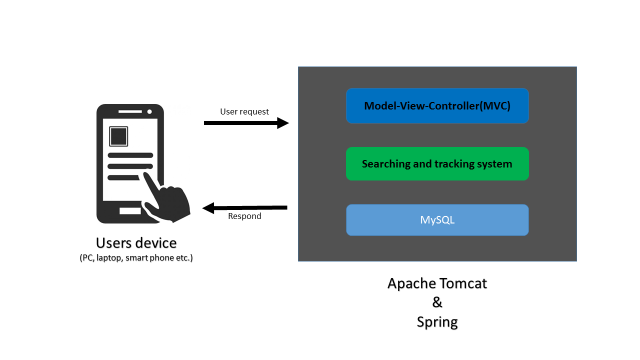 User request
Model-View-Controller(MVC)
Searching and tracking system
Respond
MySQL
Users device
(PC, laptop, smart phone etc.)
Apache Tomcat
&
Spring